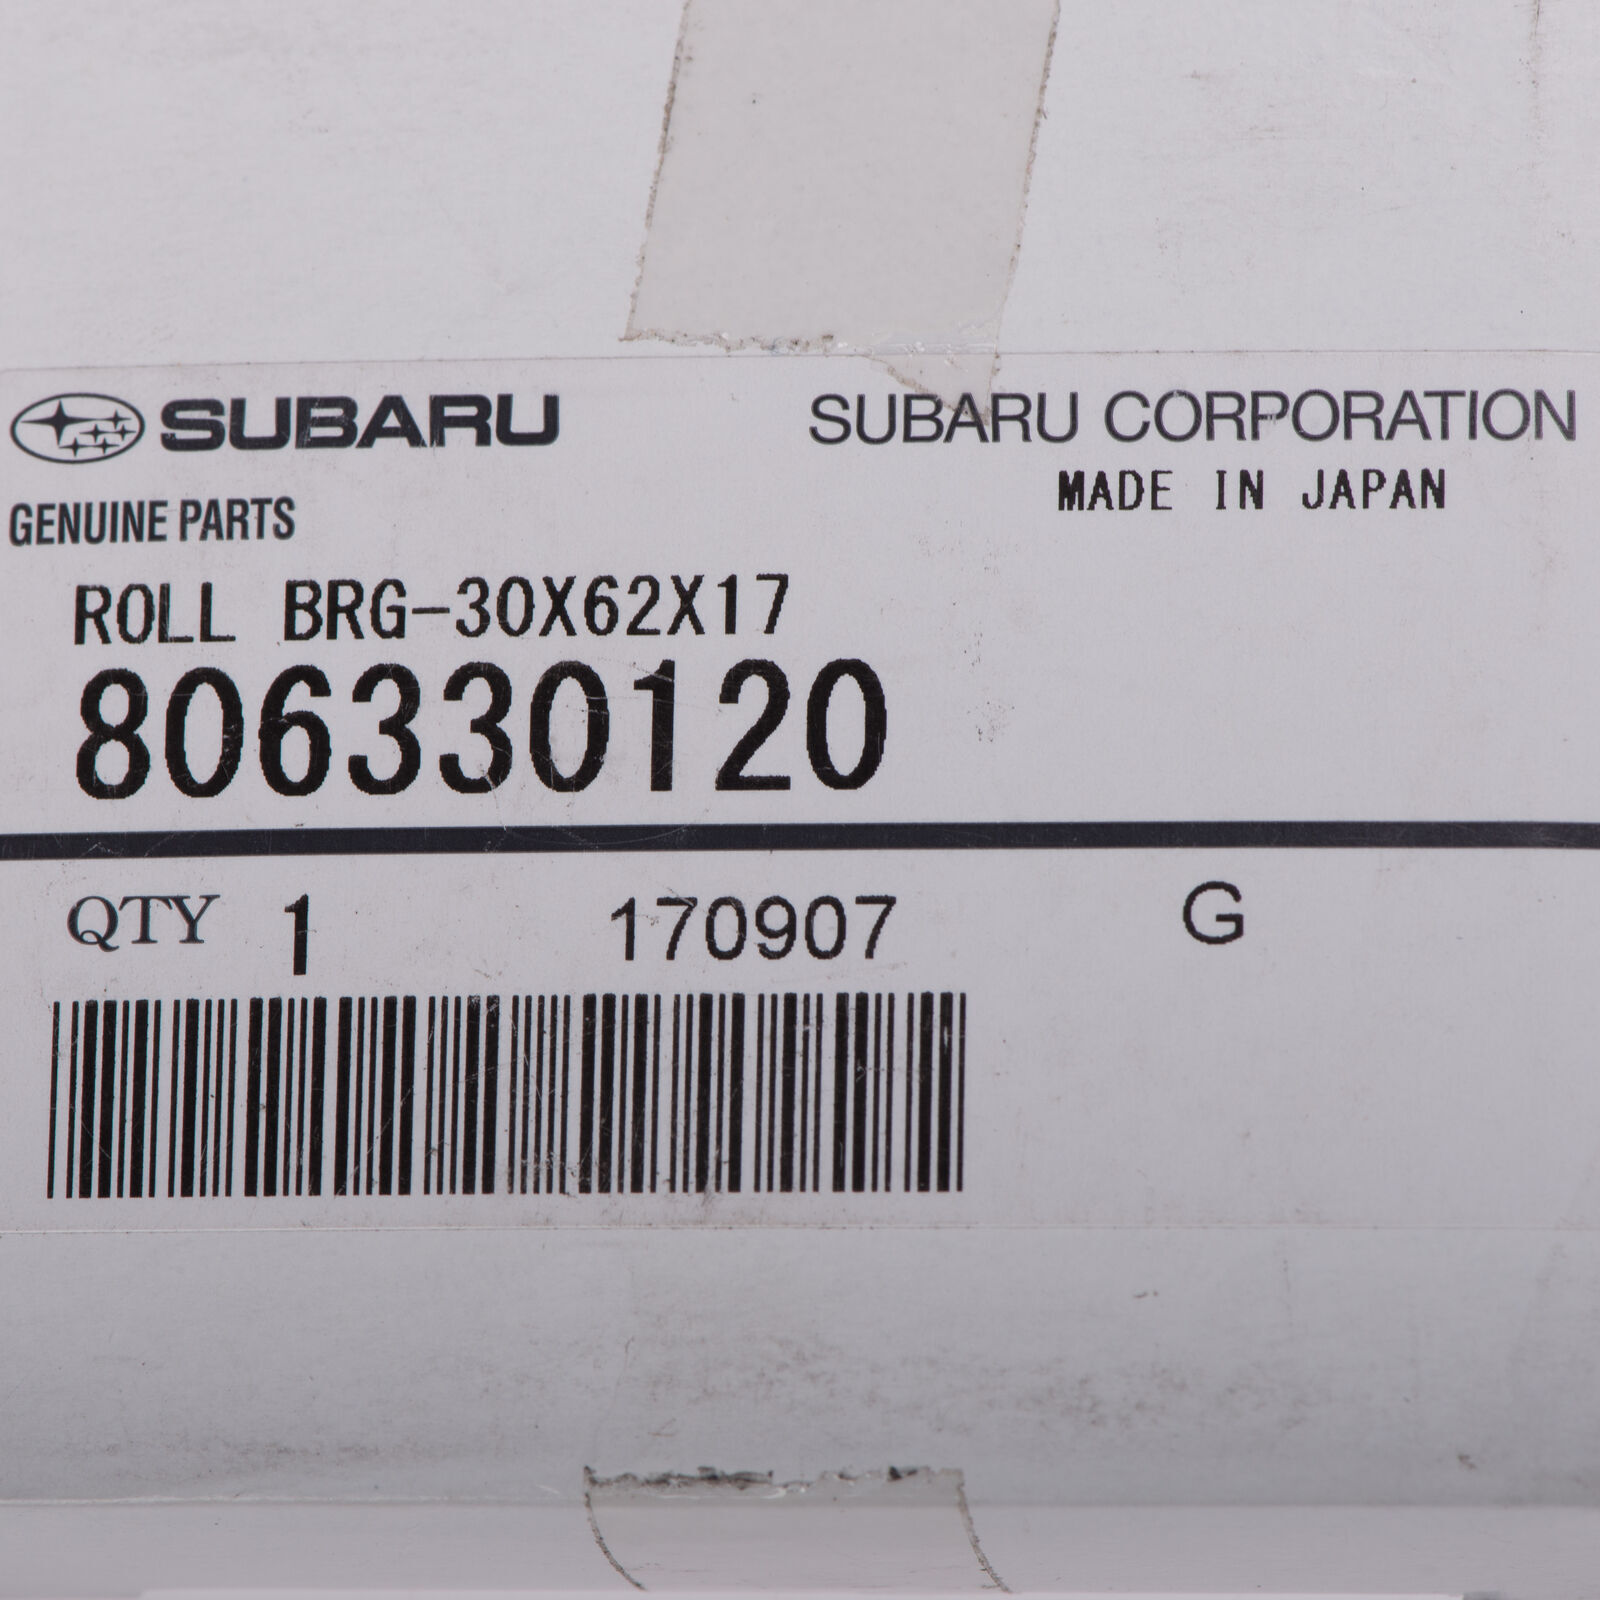 SUBARU
SUBARU CORPORATION
MADE IN JAPAN
GENUINE PARTS
ROLL BRG-30X62X17
806330120
QTY 1 170907 G